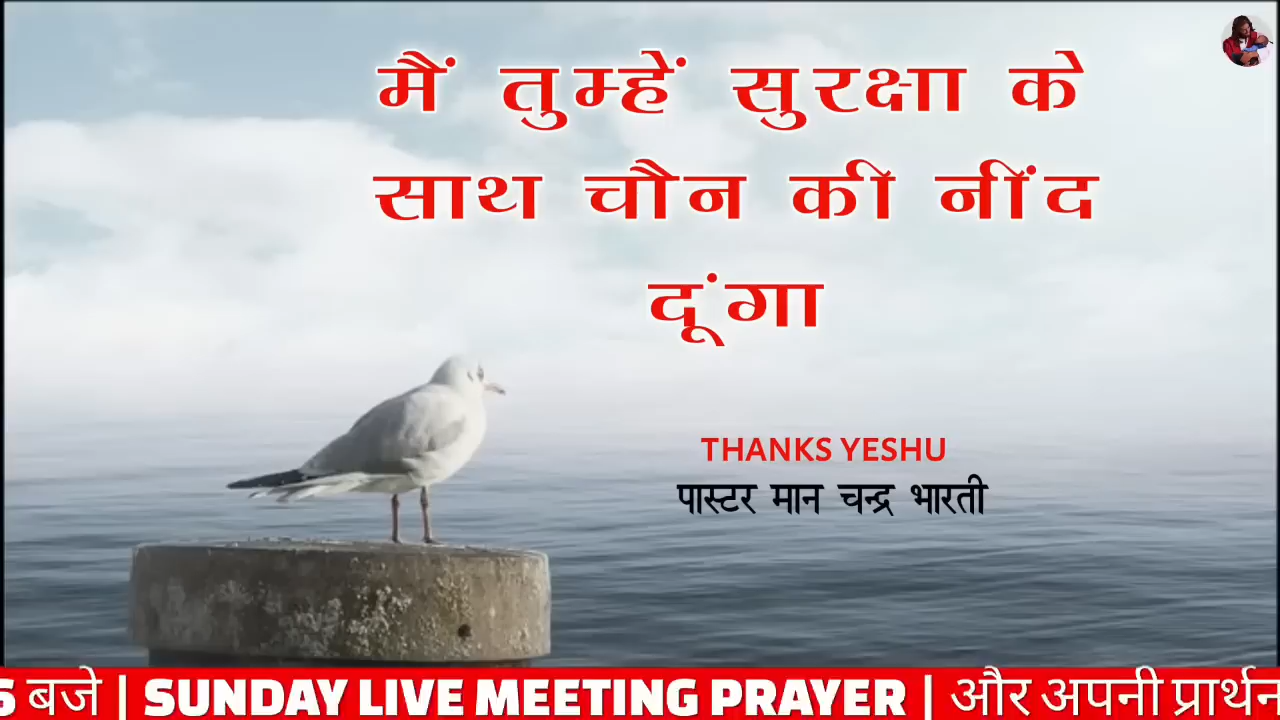 मैं तुम्हें सुरक्षा के
साथ चौन की नींद
दूंगा
THANKS YESHU
पास्टर मान चन्द्र भारती
बजे | SUNDAY LIVE MEETING PRAYER | और अपनी